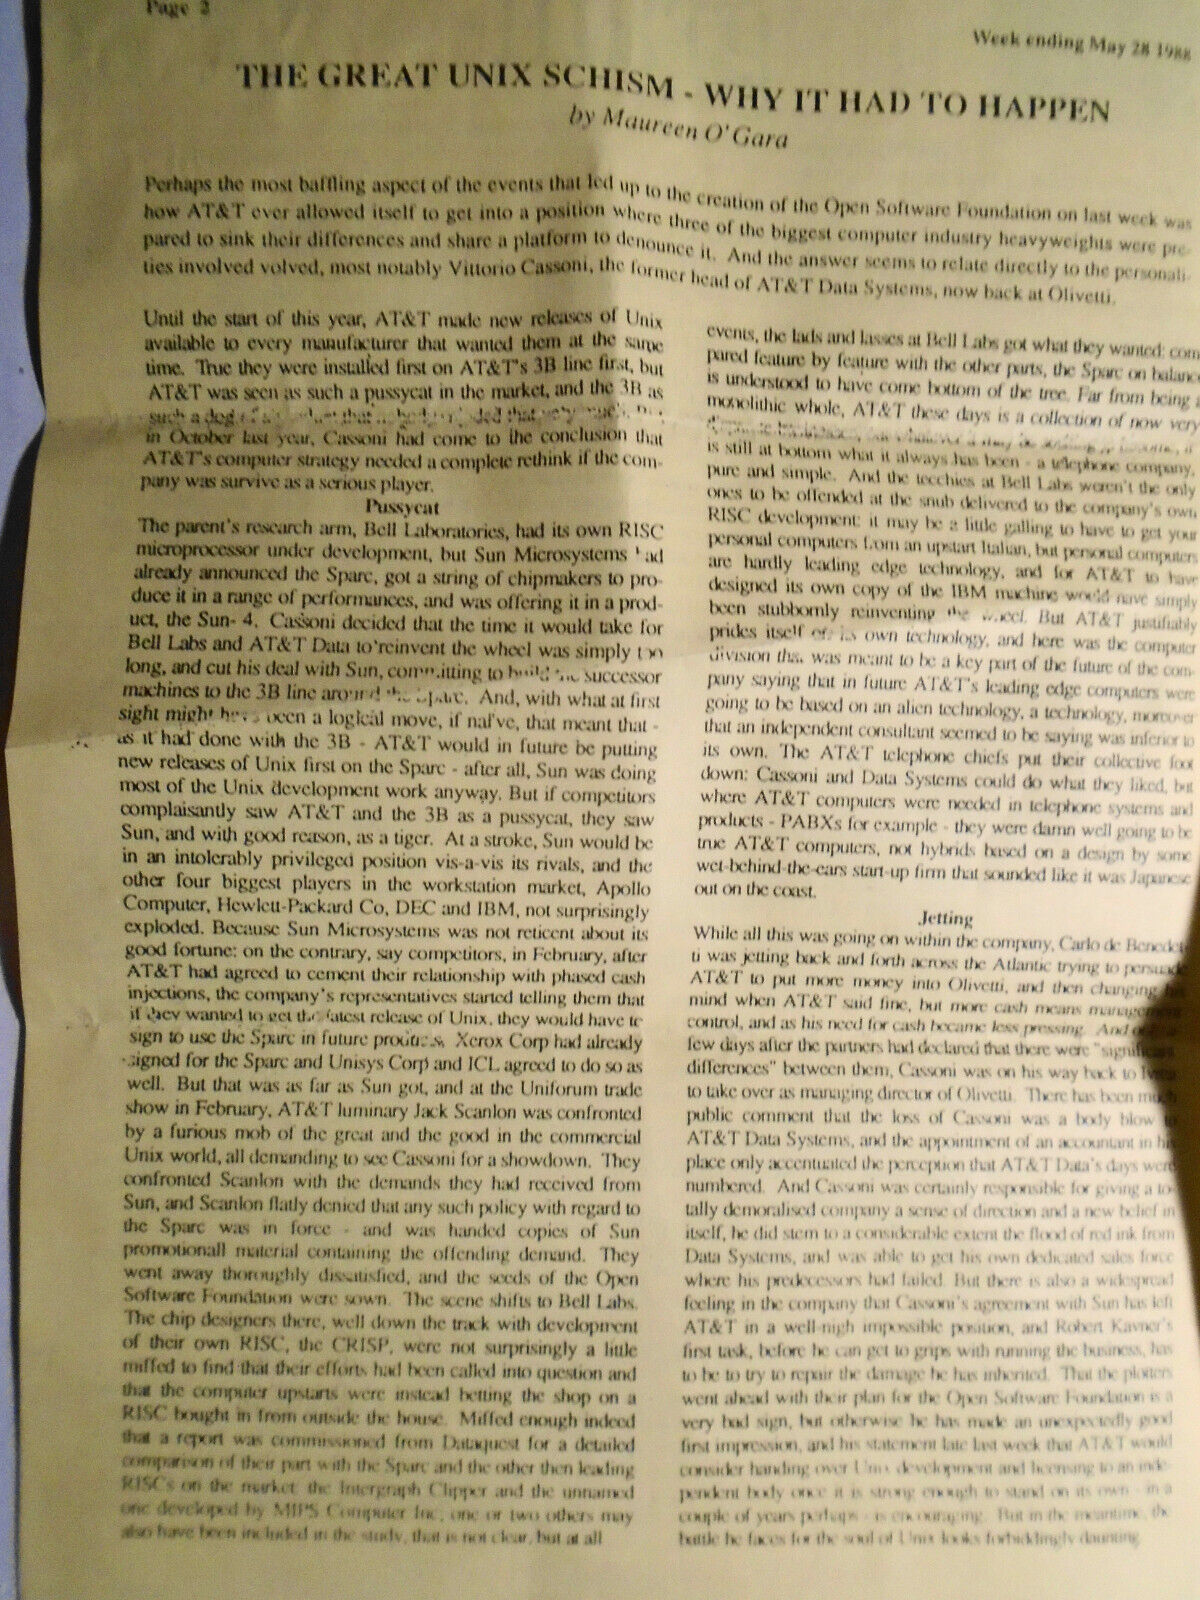 Page 2
Week ending May 28 1988
THE GREAT UNIX SCHISM - WHY IT HAD TO HAPPEN
by Maureen O'Gara
Perhaps the most baffling aspect of the events that led up to the creation of the Open Software Foundation on last week was
how AT&T ever allowed itself to get into a position where three of the biggest computer industry heavyweights were pre-
pared to sink their differences and share a platform to denounce it. And the answer seems to relate directly to the personali-
ties involved volved, most notably Vittorio Cassoni, the former head of AT&T Data Systems, now back at Olivetti.
Until the start of this year, AT&T made new releases of Unix
available to every manufacturer that wanted them at the same
time. True they were installed first on AT&T's 3B line first, but
AT&T was seen as such a pussycat in the market, and the 3B as
such a dog
in October last year, Cassoni had come to the conclusion that
AT&T's computer strategy needed a complete rethink if the com-
pany was survive as a serious player.
Pussycat
The parent's research arm, Bell Laboratories, had its own RISC
microprocessor under development, but Sun Microsystems had
already announced the Sparc, got a string of chipmakers to pro-
duce it in a range of performances, and was offering it in a prod-
uct, the Sun- 4. Cassoni decided that the time it would take for
Bell Labs and AT&T Data to reinvent the wheel was simply too
long, and cut his deal with Sun, committing to build the successor
machines to the 3B line around the Sparc. And, with what at first
sight might have been a logical move, if naive, that meant that -
as it had done with the 3B - AT&T would in future be putting
new releases of Unix first on the Sparc - after all, Sun was doing
most of the Unix development work anyway. But if competitors
complaisantly saw AT&T and the 3B as a pussycat, they saw
Sun, and with good reason, as a tiger. At a stroke, Sun would be
in an intolerably privileged position vis-a-vis its rivals, and the
other four biggest players in the workstation market, Apollo
Computer, Hewlett-Packard Co, DEC and IBM, not surprisingly
exploded. Because Sun Microsystems was not reticent about its
good fortune: on the contrary, say competitors, in February, after
AT&T had agreed to cement their relationship with phased cash
injections, the company's representatives started telling them that
if they wanted to get the latest release of Unix, they would have to
sign to use the Sparc in future products. Xerox Corp had already
signed for the Sparc and Unisys Corp and ICL agreed to do so as
well. But that was as far as Sun got, and at the Uniforum trade
show in February, AT&T luminary Jack Scanlon was confronted
by a furious mob of the great and the good in the commercial
Unix world, all demanding to see Cassoni for a showdown. They
confronted Scanlon with the demands they had received from
Sun, and Scanlon flatly denied that any such policy with regard to
the Sparc was in force - and was handed copies of Sun
promotionall material containing the offending demand. They
went away thoroughly dissatisfied, and the seeds of the Open
Software Foundation were sown. The scene shifts to Bell Labs.
The chip designers there, well down the track with development
of their own RISC, the CRISP, were not surprisingly a little
miffed to find that their efforts had been called into question and
that the computer upstarts were instead betting the shop on a
RISC bought in from outside the house. Miffed enough indeed
that a report was commissioned from Dataquest for a detailed
comparison of their part with the Sparc and the other then leading
RISCs on the market: the Intergraph Clipper and the unnamed
one developed by MIPS Computer Inc, one or two others may
also have been included in the study, that is not clear, but at all
events, the lads and lasses at Bell Labs got what they wanted: com
pared feature by feature with the other parts, the Sparc on balance
is understood to have come bottom of the tree. Far from being a
monolithic whole, AT&T these days is a collection of now very
is still at bottom what it always has been - a telephone company,
pure and simple. And the techies at Bell Labs weren't the only
ones to be offended at the snub delivered to the company's own
RISC development: it may be a little galling to have to get your
personal computers from an upstart Italian, but personal computers
are hardly leading edge technology, and for AT&T to have
designed its own copy of the IBM machine would have simply
been stubbornly reinventing the wheel. But AT&T justifiably
prides itself on its own technology, and here was the computer
division that was meant to be a key part of the future of the com-
pany saying that in future AT&T's leading edge computers were
going to be based on an alien technology, a technology, moreover
that an independent consultant seemed to be saying was inferior to
its own. The AT&T telephone chiefs put their collective foot
down: Cassoni and Data Systems could do what they liked, but
where AT&T computers were needed in telephone systems and
products - PABXs for example - they were damn well going to be
true AT&T computers, not hybrids based on a design by some
wet-behind-the-ears start-up firm that sounded like it was Japanese
out on the coast.
Jetting
While all this was going on within the company, Carlo de Benedet
ti was jetting back and forth across the Atlantic trying to persuade
AT&T to put more money into Olivetti, and then changing his
mind when AT&T said fine, but more cash means management
control, and as his need for cash became less pressing. And
few days after the partners had declared that there were "significant
differences" between them, Cassoni was on his way back to Ivrea
to take over as managing director of Olivetti. There has been much
public comment that the loss of Cassoni was a body blow to
AT&T Data Systems, and the appointment of an accountant in his
place only accentuated the perception that AT&T Data's days were
numbered. And Cassoni was certainly responsible for giving a to-
tally demoralised company a sense of direction and a new belief in
itself, he did stem to a considerable extent the flood of red ink from
Data Systems, and was able to get his own dedicated sales force
where his predecessors had failed. But there is also a widespread
feeling in the company that Cassoni's agreement with Sun has left
AT&T in a well-nigh impossible position, and Robert Kavner's
first task, before he can get to grips with running the business, has
to be to try to repair the damage he has inherited. That the plotters
went ahead with their plan for the Open Software Foundation is a
very bad sign, but otherwise he has made an unexpectedly good
first impression, and his statement late last week that AT&T would
consider handing over Unix development and licensing to an inde-
pendent body once it is strong enough to stand on its own - in a
couple of years perhaps - is encouraging. But in the meantime, the
battle he faces for the soul of Unix looks forbiddingly daunting.